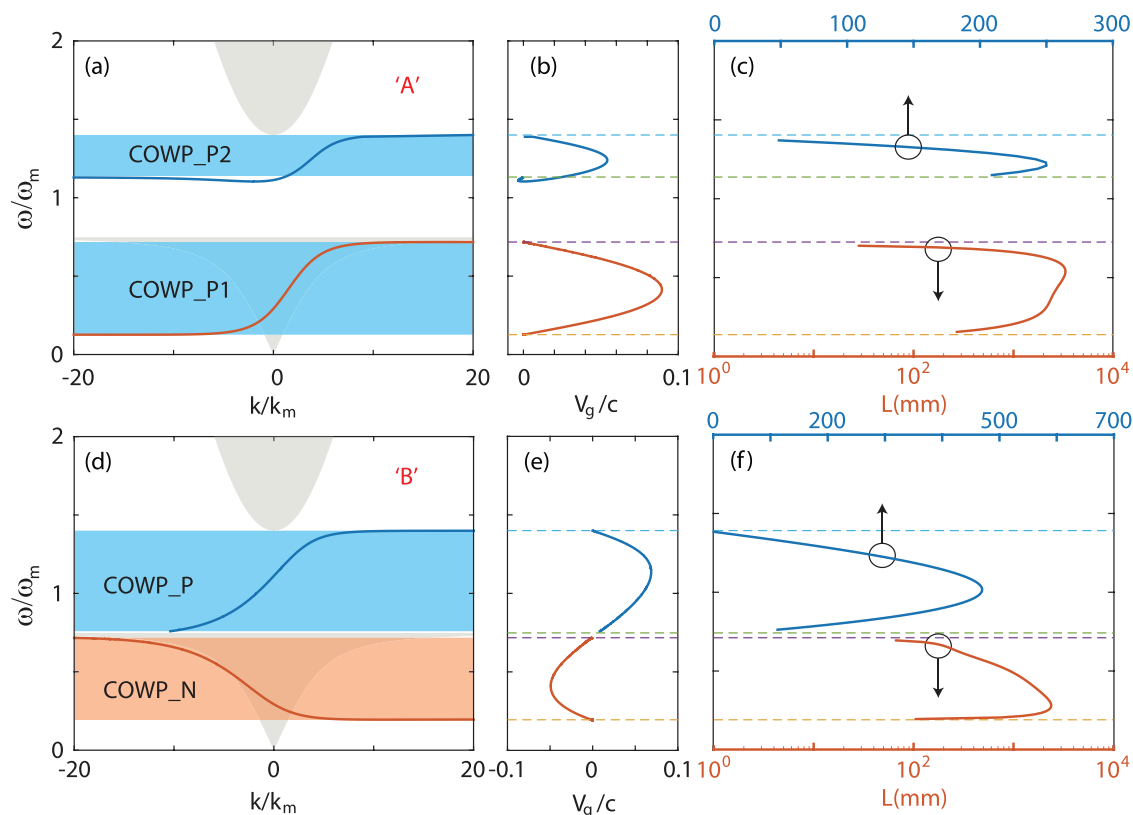 0 100 200 300
2
(a)
'A'
(b)
(c)
COWP_P2
1
ω/ωm
COWP_P1
0
-20 0 20
k/km
0 0.1
Vg/c
10^0 10^2 10^4
L(mm)
0 200 500 700
2
(d)
'B'
(e)
(f)
COWP_P
1
ω/ωm
COWP_N
0
-20 0 20
k/km
-0.1 0 0.1
Vg/c
10^0 10^2 10^4
L(mm)